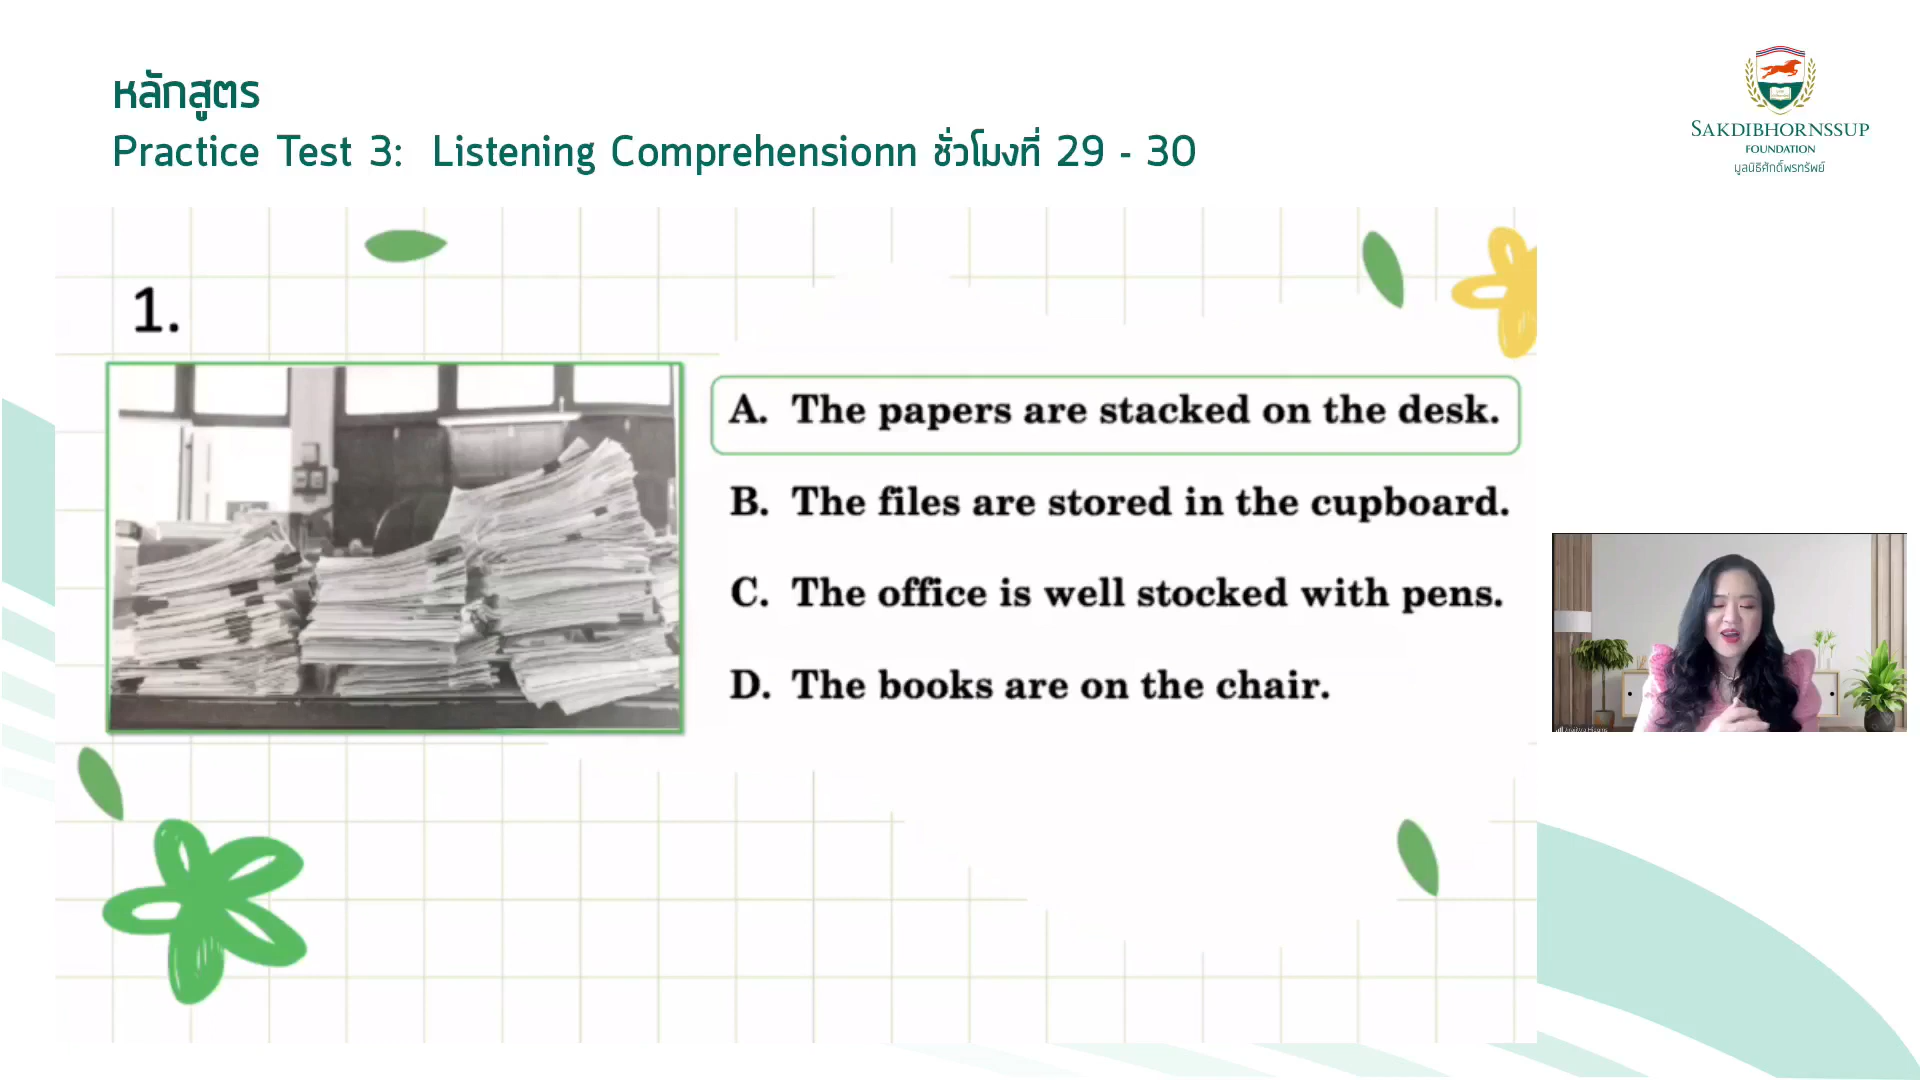 หลักสูตร
Practice Test 3: Listening Comprehensionn ชั่วโมงที่ 29 - 30
SAKDIBHORNSSUP
FOUNDATION
มูลนิธิศักดิ์พรทรัพย์
1.
A. The papers are stacked on the desk.
B. The files are stored in the cupboard.
C. The office is well stocked with pens.
D. The books are on the chair.